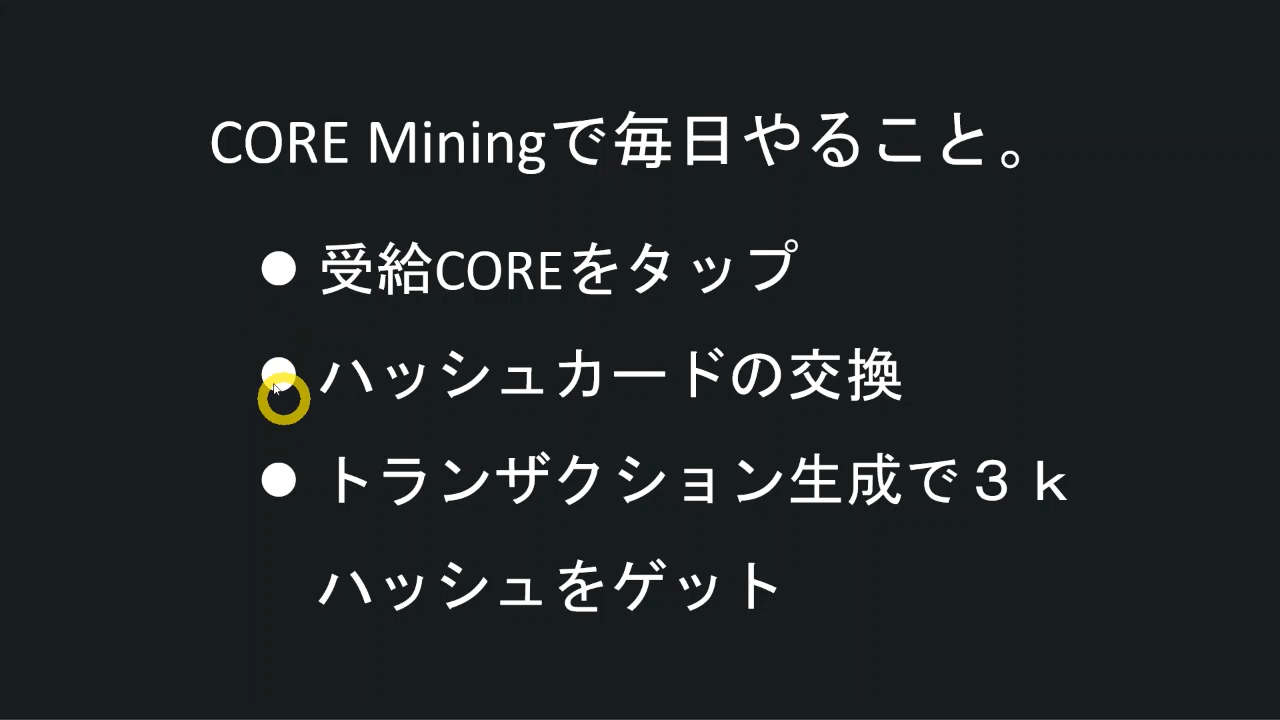 CORE Miningで毎日やること。
● 受給COREをタップ
● ハッシュカードの交換
● トランザクション生成で３ｋ
ハッシュをゲット